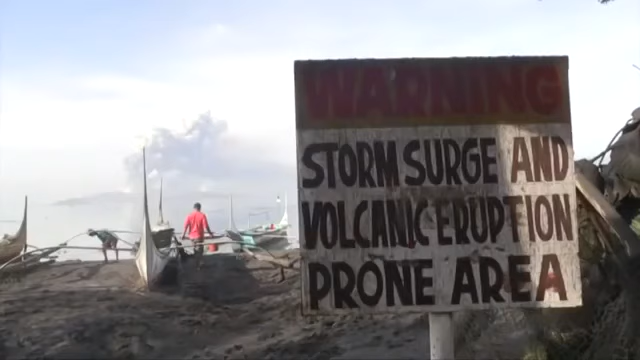 WARNING
STORM SURGE AND
VOLCANIC ERUPTION
PRONE AREA